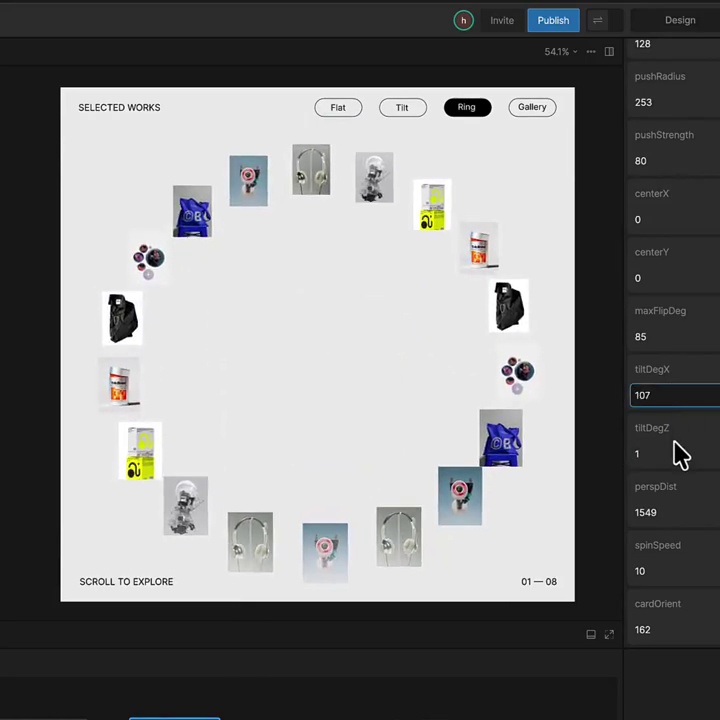 h
Invite
Publish
Design
54.1%
128
pushRadius
253
pushStrength
80
centerX
0
centerY
0
maxFlipDeg
85
tiltDegX
107
tiltDegZ
1
perspDist
1549
spinSpeed
10
cardOrient
162
SELECTED WORKS
Flat
Tilt
Ring
Gallery
SCROLL TO EXPLORE
01 — 08